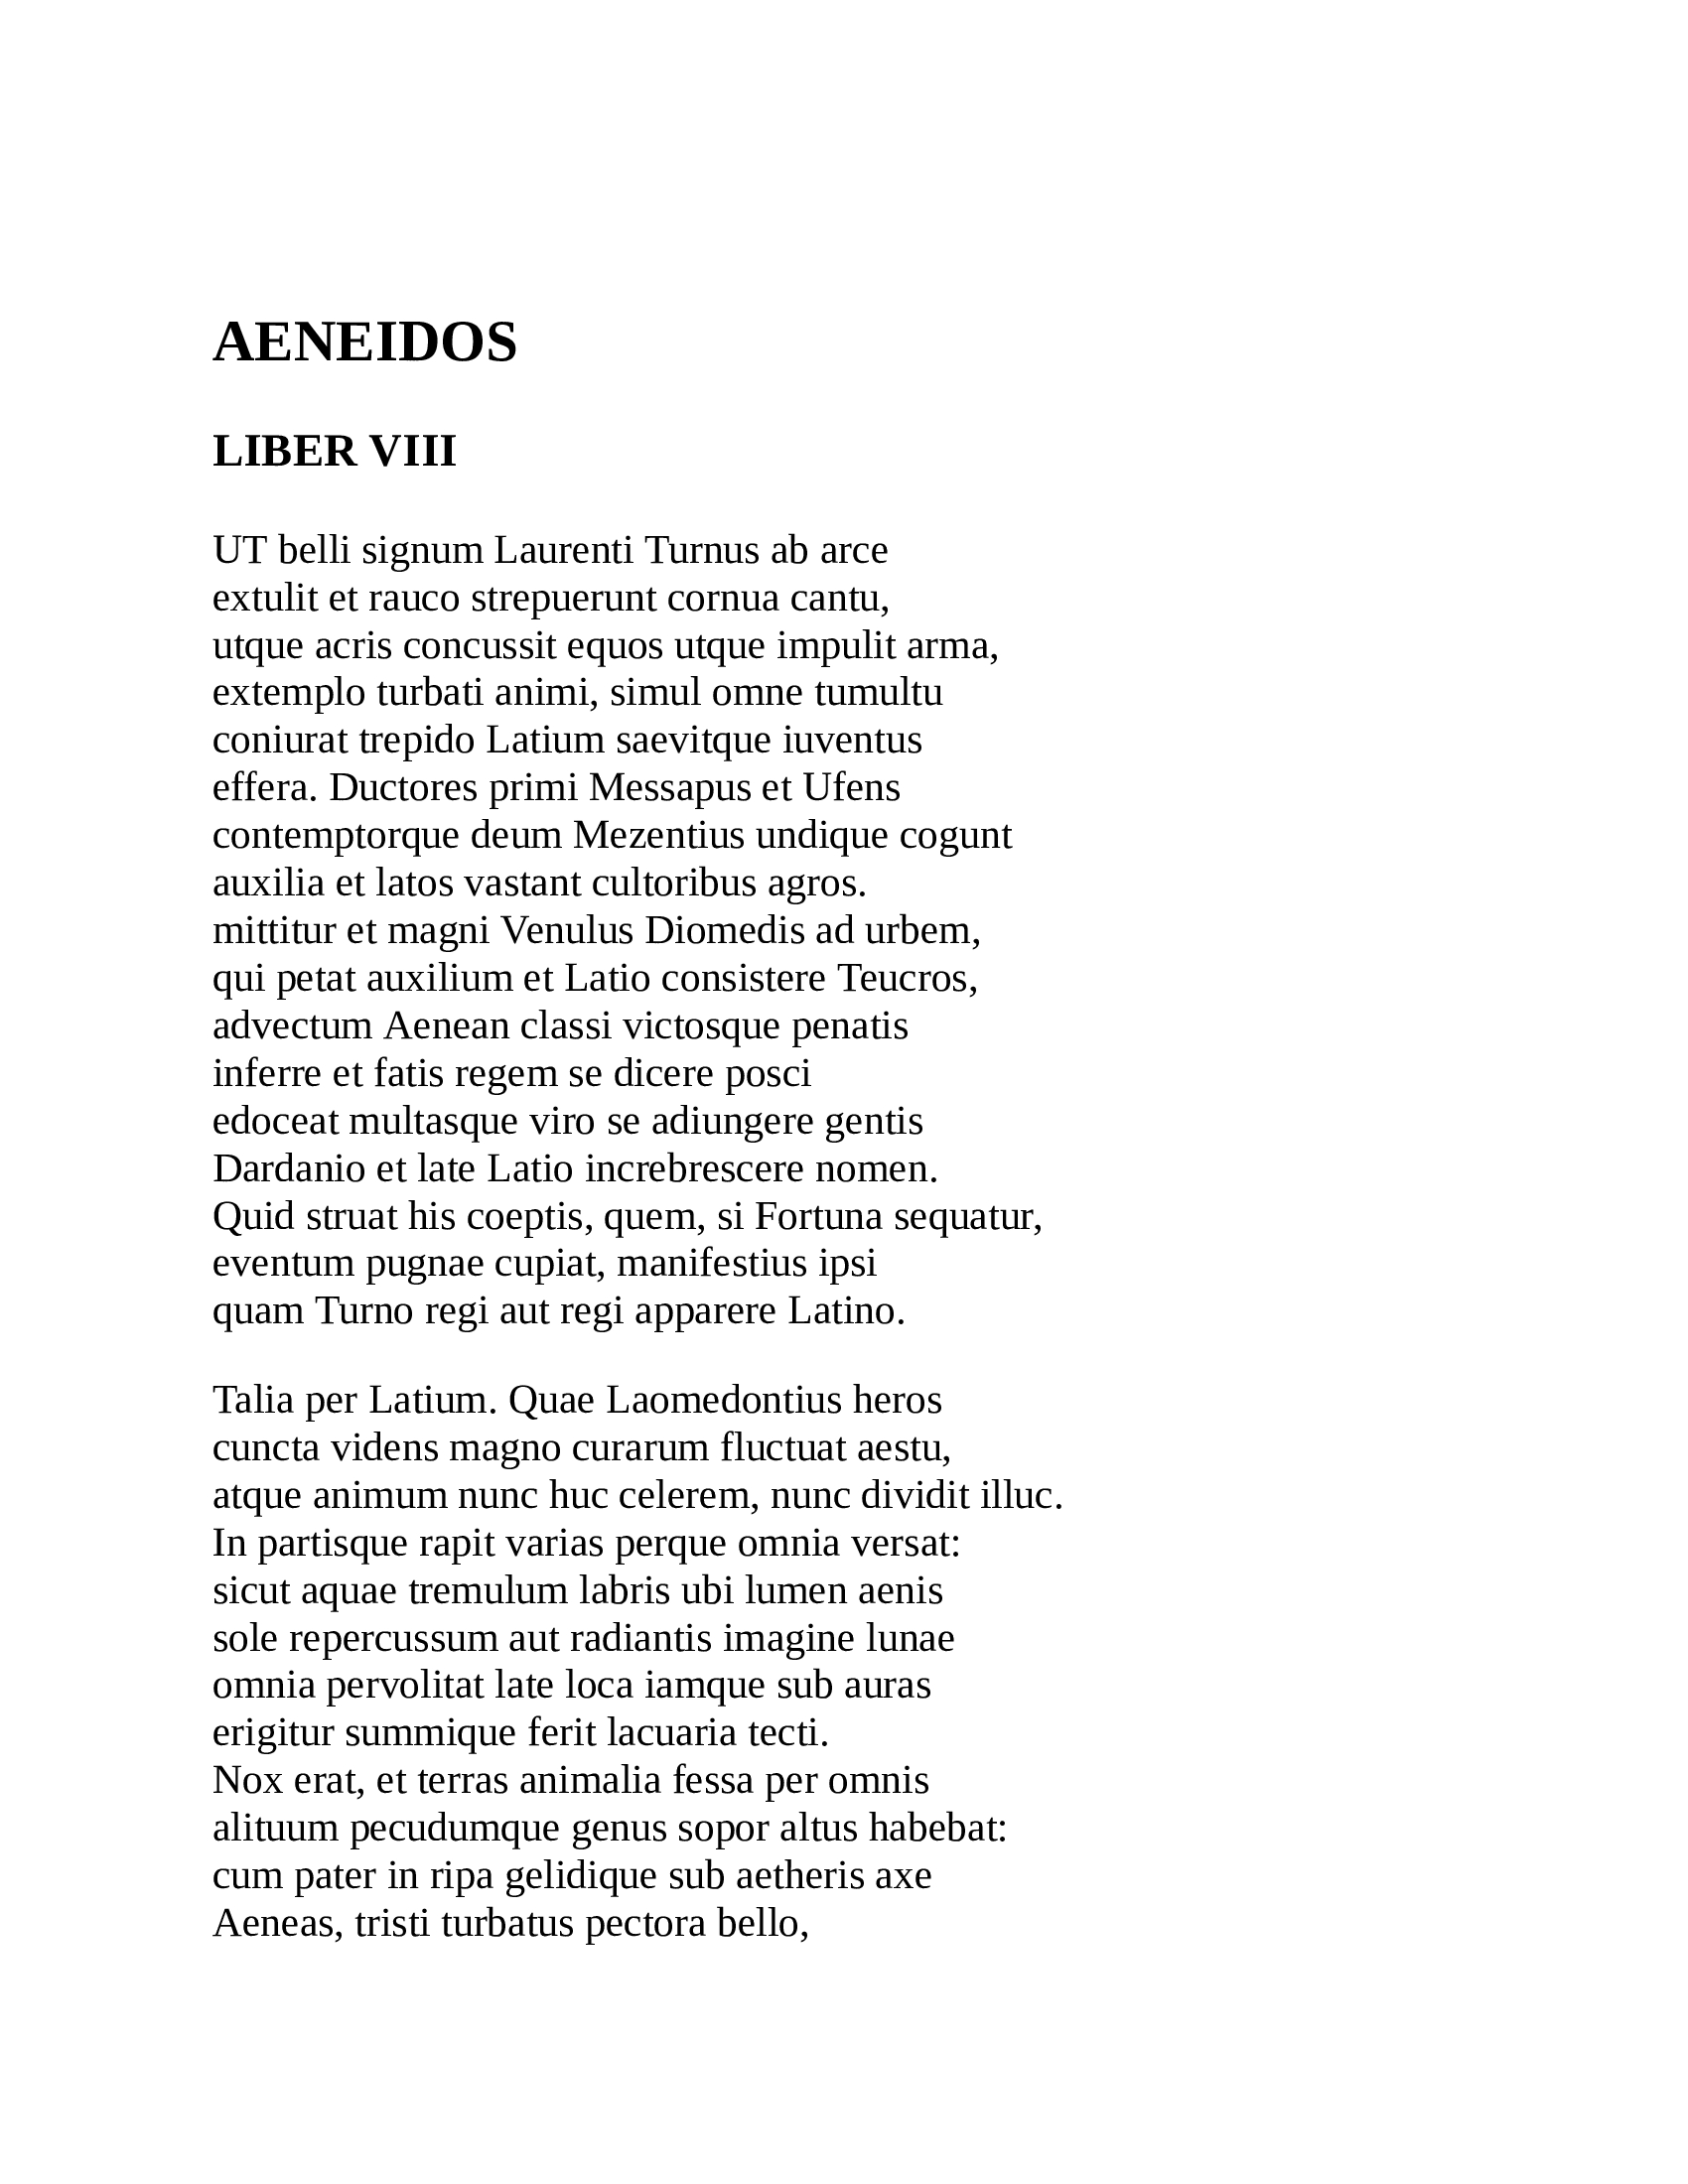 AENEIDOS
LIBER VIII
UT belli signum Laurenti Turnus ab arce
extulit et rauco strepuerunt cornua cantu,
utque acris concussit equos utque impulit arma,
extemplo turbati animi, simul omne tumultu
coniurat trepido Latium saevitque iuventus
effera. Ductores primi Messapus et Ufens
contemptorque deum Mezentius undique cogunt
auxilia et latos vastant cultoribus agros.
mittitur et magni Venulus Diomedis ad urbem,
qui petat auxilium et Latio consistere Teucros,
advectum Aenean classi victosque penatis
inferre et fatis regem se dicere posci
edoceat multasque viro se adiungere gentis
Dardanio et late Latio increbrescere nomen.
Quid struat his coeptis, quem, si Fortuna sequatur,
eventum pugnae cupiat, manifestius ipsi
quam Turno regi aut regi apparere Latino.
Talia per Latium. Quae Laomedontius heros
cuncta videns magno curarum fluctuat aestu,
atque animum nunc huc celerem, nunc dividit illuc.
In partisque rapit varias perque omnia versat:
sicut aquae tremulum labris ubi lumen aenis
sole repercussum aut radiantis imagine lunae
omnia pervolitat late loca iamque sub auras
erigitur summique ferit lacuaria tecti.
Nox erat, et terras animalia fessa per omnis
alituum pecudumque genus sopor altus habebat:
cum pater in ripa gelidique sub aetheris axe
Aeneas, tristi turbatus pectora bello,